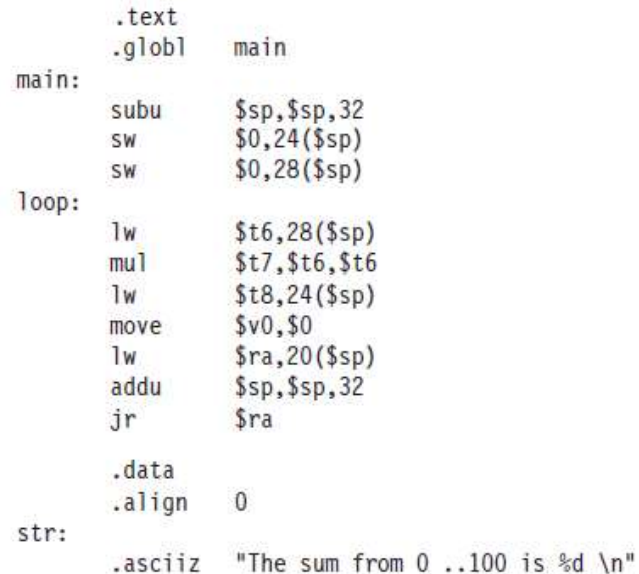 .text
.globl main
main:
subu $sp,$sp,32
sw $0,24($sp)
sw $0,28($sp)
loop:
lw $t6,28($sp)
mul $t7,$t6,$t6
lw $t8,24($sp)
move $v0,$0
lw $ra,20($sp)
addu $sp,$sp,32
jr $ra
.data
.align 0
str:
.asciiz "The sum from 0 ..100 is %d \n"